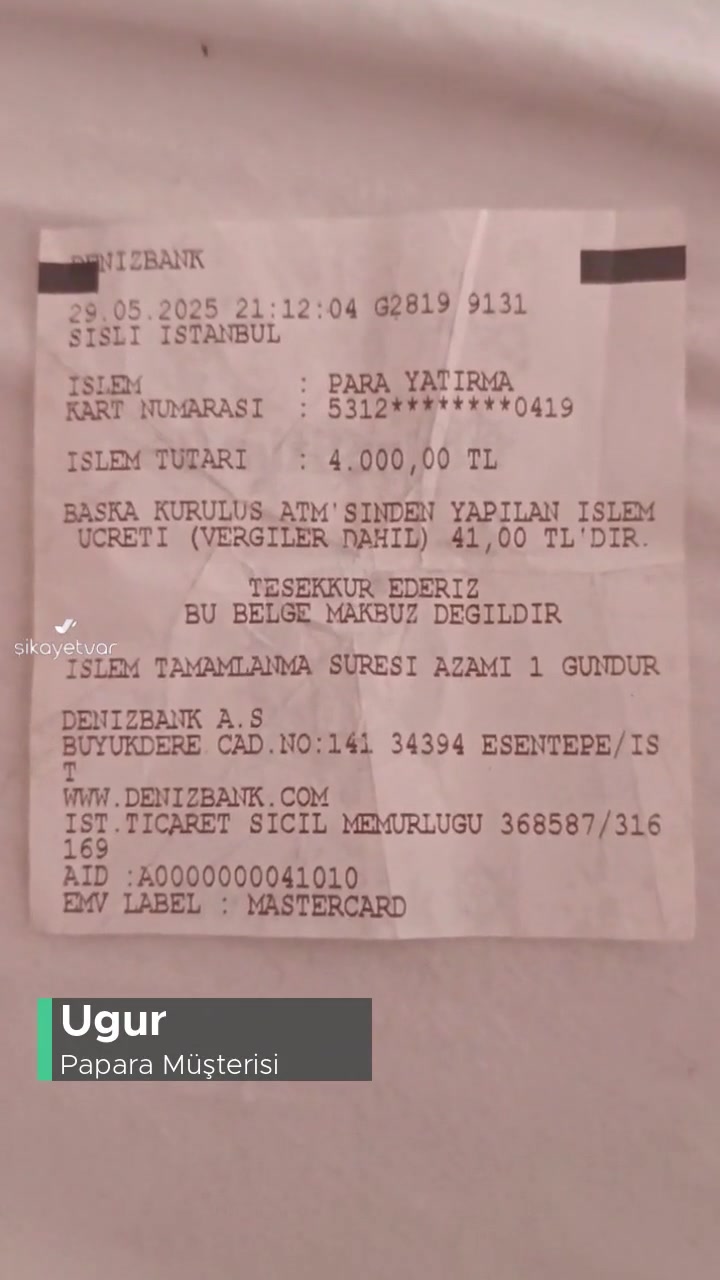 DENIZBANK
29.05.2025 21:12:04 G2819 9131
SISLI ISTANBUL
ISLEM : PARA YATIRMA
KART NUMARASI : 5312********0419
ISLEM TUTARI : 4.000,00 TL
BASKA KURULUS ATM'SINDEN YAPILAN ISLEM
UCRETI (VERGILER DAHIL) 41,00 TL'DIR.
TESEKKUR EDERIZ
BU BELGE MAKBUZ DEGILDIR
şikayetvar
ISLEM TAMAMLANMA SURESI AZAMI 1 GUNDUR
DENIZBANK A.S
BUYUKDERE CAD.NO:141 34394 ESENTEPE/IS
T
WWW.DENIZBANK.COM
IST.TICARET SICIL MEMURLUGU 368587/316
169
AID :A0000000041010
EMV LABEL : MASTERCARD
Ugur
Papara Müşterisi